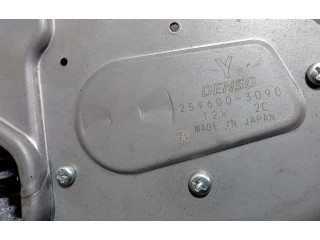 Y
DENSO
259600-3090
12V 2C
MADE IN JAPAN